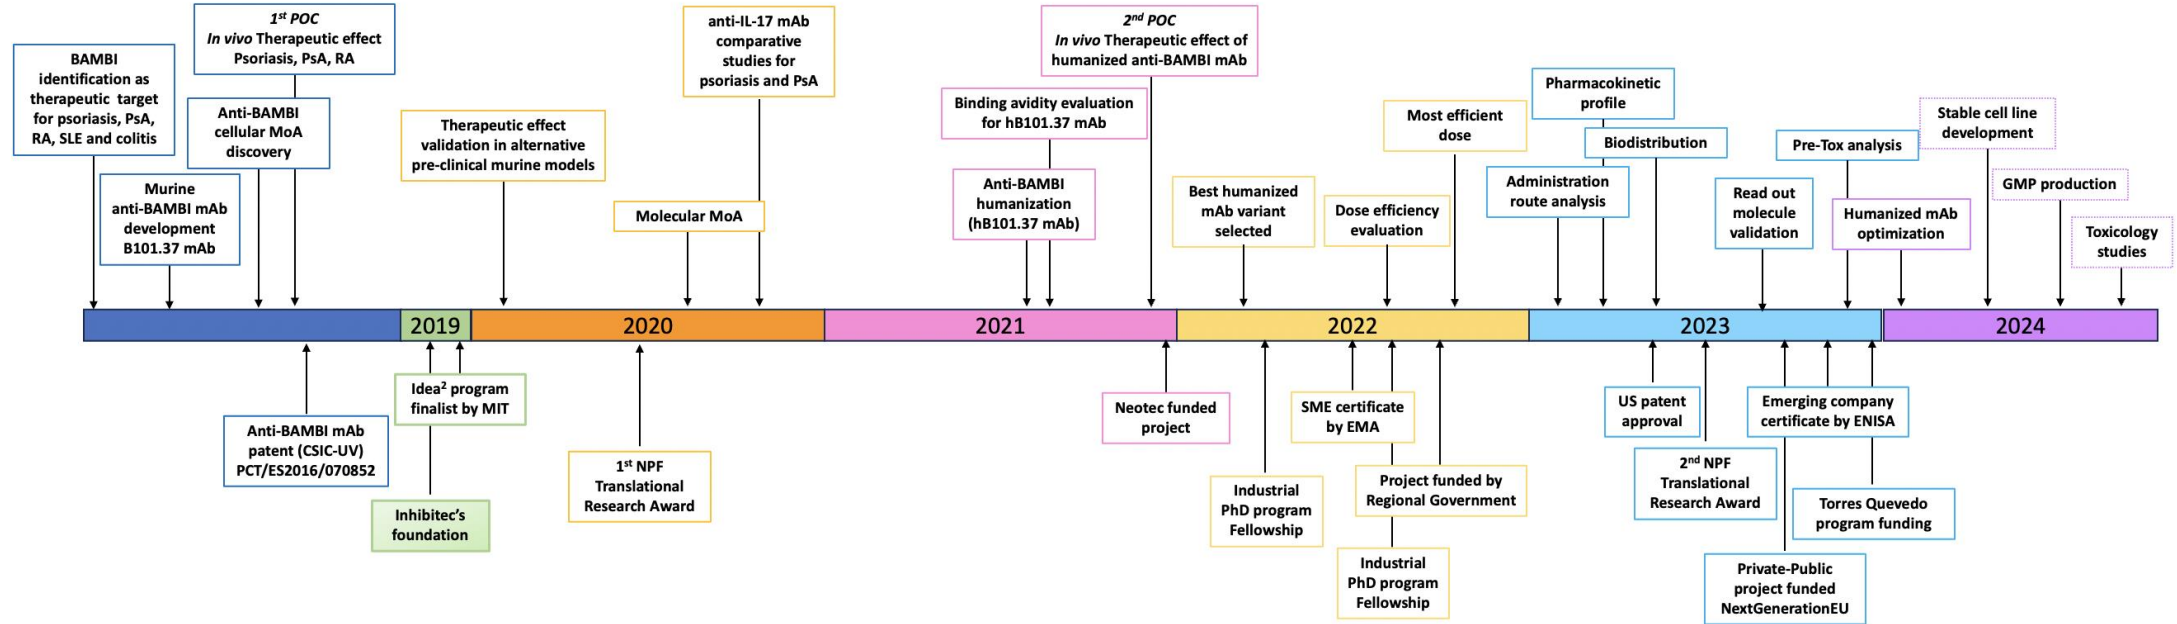 BAMBI
identification as
therapeutic target
for psoriasis, PsA,
RA, SLE and colitis
Murine
anti-BAMBI mAb
development
B101.37 mAb
1st POC
In vivo Therapeutic effect
Psoriasis, PsA, RA
Anti-BAMBI
cellular MoA
discovery
Therapeutic effect
validation in alternative
pre-clinical murine models
Molecular MoA
anti-IL-17 mAb
comparative
studies for
psoriasis and PsA
Binding avidity evaluation
for hB101.37 mAb
Anti-BAMBI
humanization
(hB101.37 mAb)
2nd POC
In vivo Therapeutic effect of
humanized anti-BAMBI mAb
Best humanized
mAb variant
selected
Dose efficiency
evaluation
Most efficient
dose
Pharmacokinetic
profile
Biodistribution
Administration
route analysis
Read out
molecule
validation
Pre-Tox analysis
Humanized mAb
optimization
Stable cell line
development
GMP production
Toxicology
studies
2019
2020
2021
2022
2023
2024
Anti-BAMBI mAb
patent (CSIC-UV)
PCT/ES2016/070852
Idea2 program
finalist by MIT
Inhibitec's
foundation
1st NPF
Translational
Research Award
Neotec funded
project
Industrial
PhD program
Fellowship
SME certificate
by EMA
Project funded by
Regional Government
Industrial
PhD program
Fellowship
US patent
approval
2nd NPF
Translational
Research Award
Emerging company
certificate by ENISA
Torres Quevedo
program funding
Private-Public
project funded
NextGenerationEU